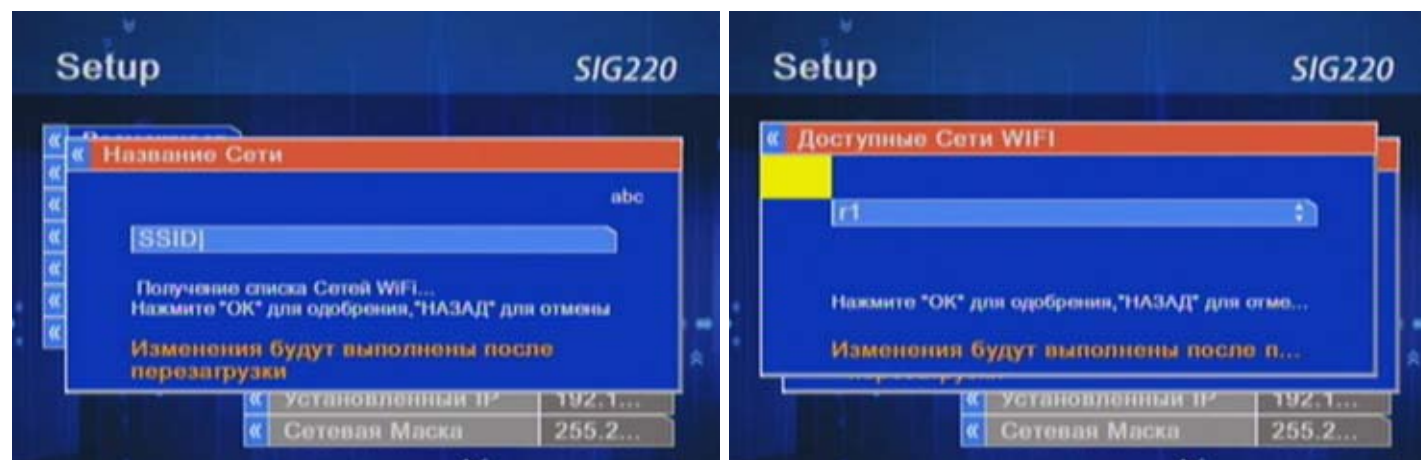 Setup
SIG220
Название Сети
abc
SSID
Получение списка Сетей WiFi...
Нажмите "ОК" для одобрения,"НАЗАД" для отмены
Изменения будут выполнены после
перезагрузки
Установленный IP 192.1...
Сетевая Маска 255.2...
Setup
SIG220
Доступные Сети WIFI
r1
Нажмите "ОК" для одобрения,"НАЗАД" для отме...
Изменения будут выполнены после п...
Установленный IP 192.1...
Сетевая Маска 255.2...